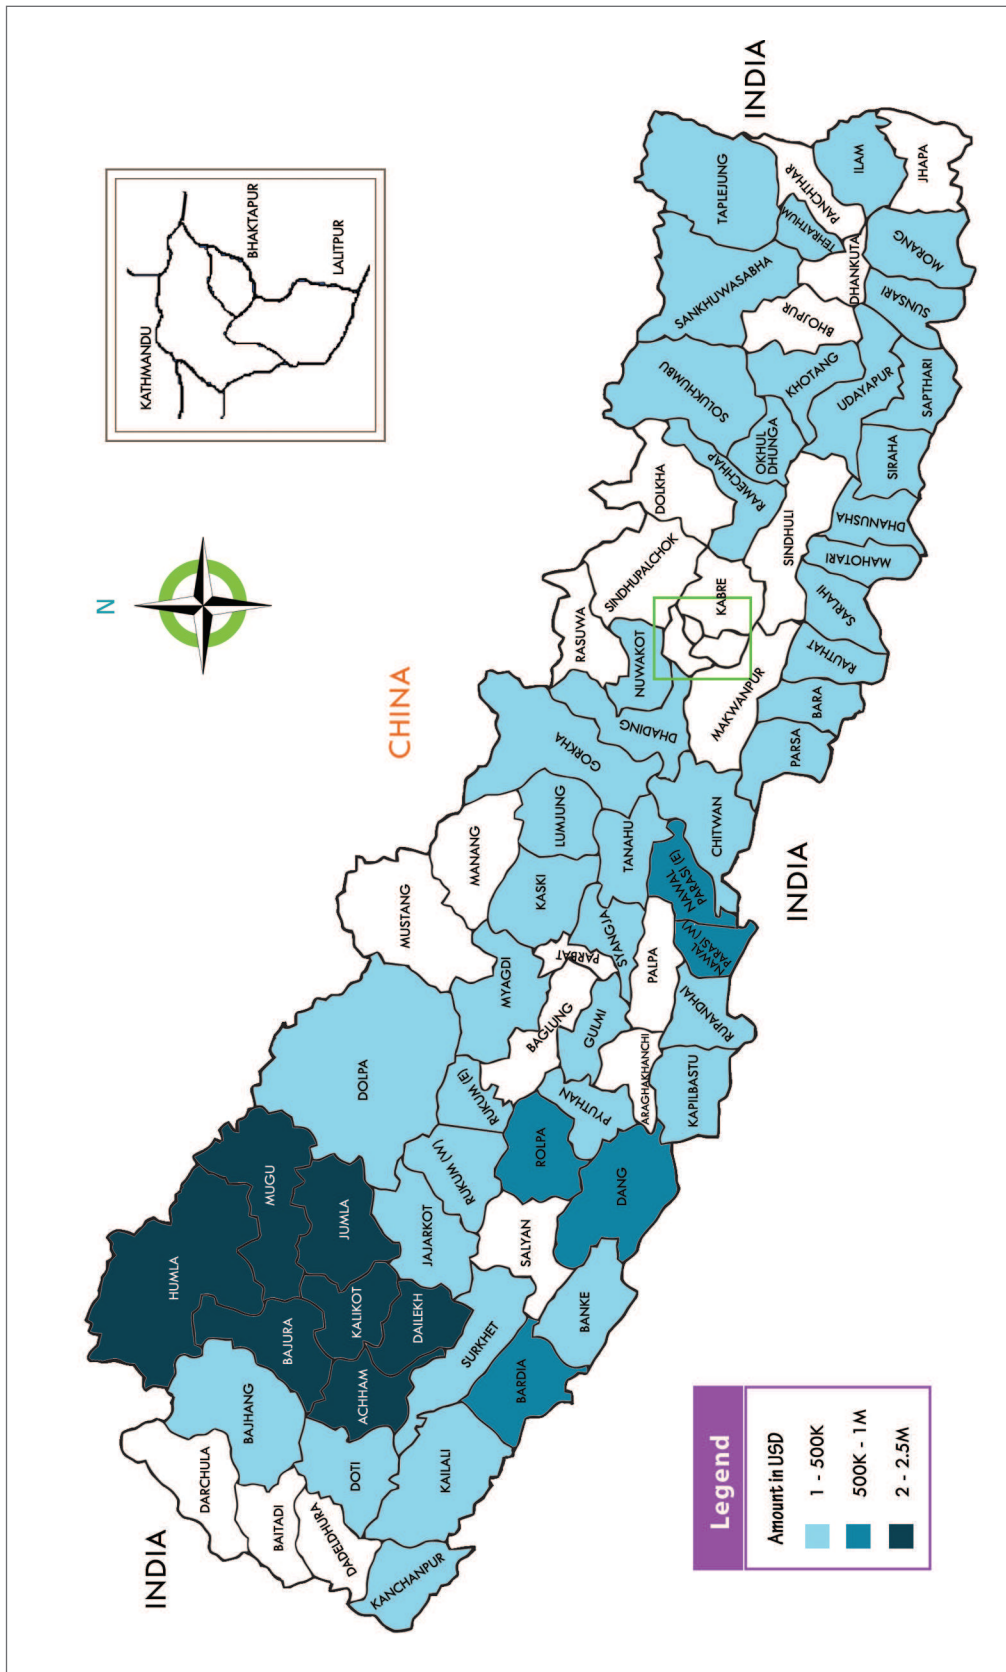 N
CHINA
INDIA
INDIA
INDIA
KATHMANDU
BHAKTAPUR
LALITPUR
DARCHULA
BAITADI
DADELDHURA
KANCHANPUR
BAJHANG
DOTI
KAILALI
HUMLA
BAJURA
ACHHAM
MUGU
JUMLA
KALIKOT
DAILEKH
SURKHET
BARDIA
BANKE
JAJARKOT
SALYAN
DOLPA
RUKUM (W)
RUKUM (E)
ROLPA
DANG
PYUTHAN
MUSTANG
MANANG
MYAGDI
BAGLUNG
PARBAT
GULMI
ARAGHAKHANCHI
KAPILBASTU
RUPANDHAI
PALPA
SYANGJA
KASKI
LUMJUNG
TANAHU
NAWAL
PARASI (W)
NAWAL
PARASI (E)
GORKHA
DHADING
CHITWAN
NUWAKOT
RASUWA
SINDHUPALCHOK
KABRE
MAKWANPUR
PARSA
BARA
RAUTHAT
SARLAHI
MAHOTARI
DHANUSHA
SINDHULI
DOLKHA
RAMECHHAP
OKHUL
DHUNGA
SOLUKHUMBU
KHOTANG
UDAYAPUR
SIRAHA
SAPTHARI
SANKHUWASABHA
BHOJPUR
DHANKUTA
SUNSARI
MORANG
TAPLEJUNG
TEHRATHUM
PANCHTHAR
ILAM
JHAPA
Legend
Amount in USD
1 - 500K
500K - 1M
2 - 2.5M